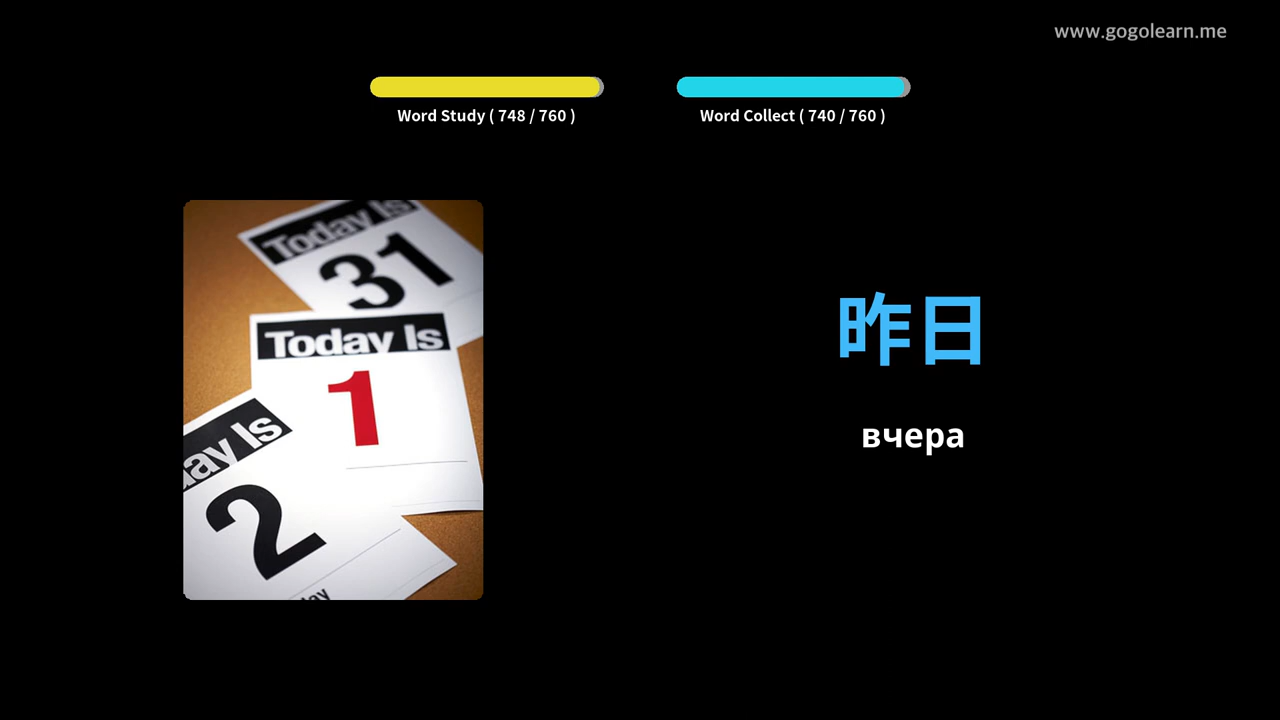 www.gogolearn.me
Word Study ( 748 / 760 )
Word Collect ( 740 / 760 )
Today Is
31
Today Is
1
day Is
2
昨日
вчера